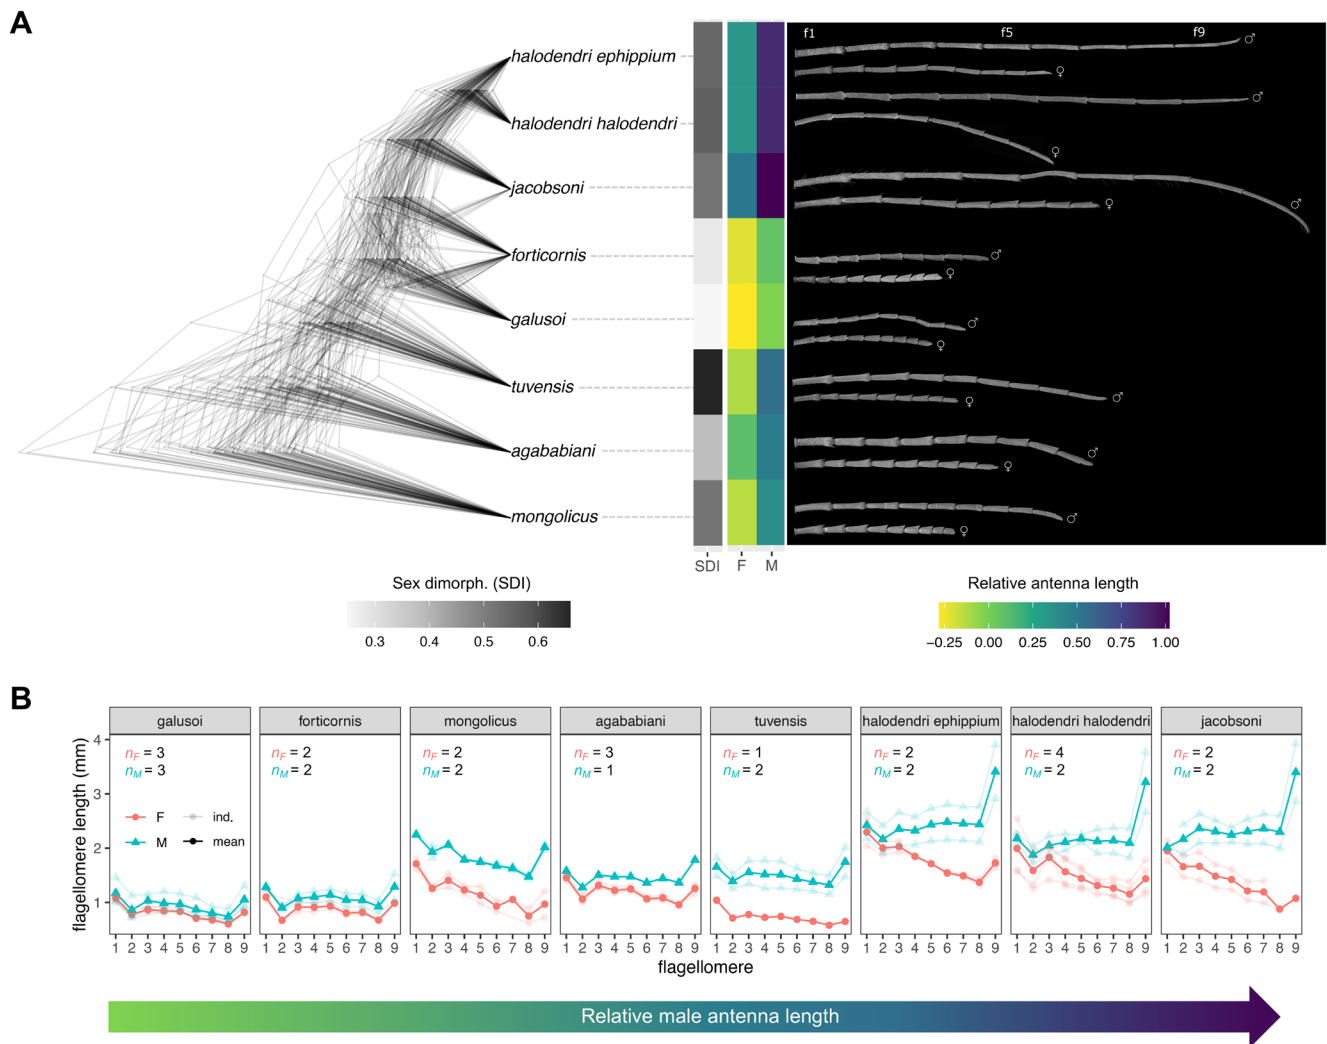 A
f1 f5 f9
♂
halodendri ephippium
♀
♂
halodendri halodendri
♀
jacobsoni
♂
♀
forticornis
♂
♀
galusoi
♂
♀
tuvensis
♂
♀
agababiani
♂
♀
mongolicus
♂
♀
SDI F M
Sex dimorph. (SDI)
0.3 0.4 0.5 0.6
Relative antenna length
−0.25 0.00 0.25 0.50 0.75 1.00
B
galusoi forticornis mongolicus agababiani tuvensis halodendri ephippium halodendri halodendri jacobsoni
nF = 3 nF = 2 nF = 2 nF = 3 nF = 1 nF = 2 nF = 4 nF = 2
nM = 3 nM = 2 nM = 2 nM = 1 nM = 2 nM = 2 nM = 2 nM = 2
F ind.
M mean
flagellomere length (mm)
4
3
2
1
1 2 3 4 5 6 7 8 9 1 2 3 4 5 6 7 8 9 1 2 3 4 5 6 7 8 9 1 2 3 4 5 6 7 8 9 1 2 3 4 5 6 7 8 9 1 2 3 4 5 6 7 8 9 1 2 3 4 5 6 7 8 9 1 2 3 4 5 6 7 8 9
flagellomere
Relative male antenna length